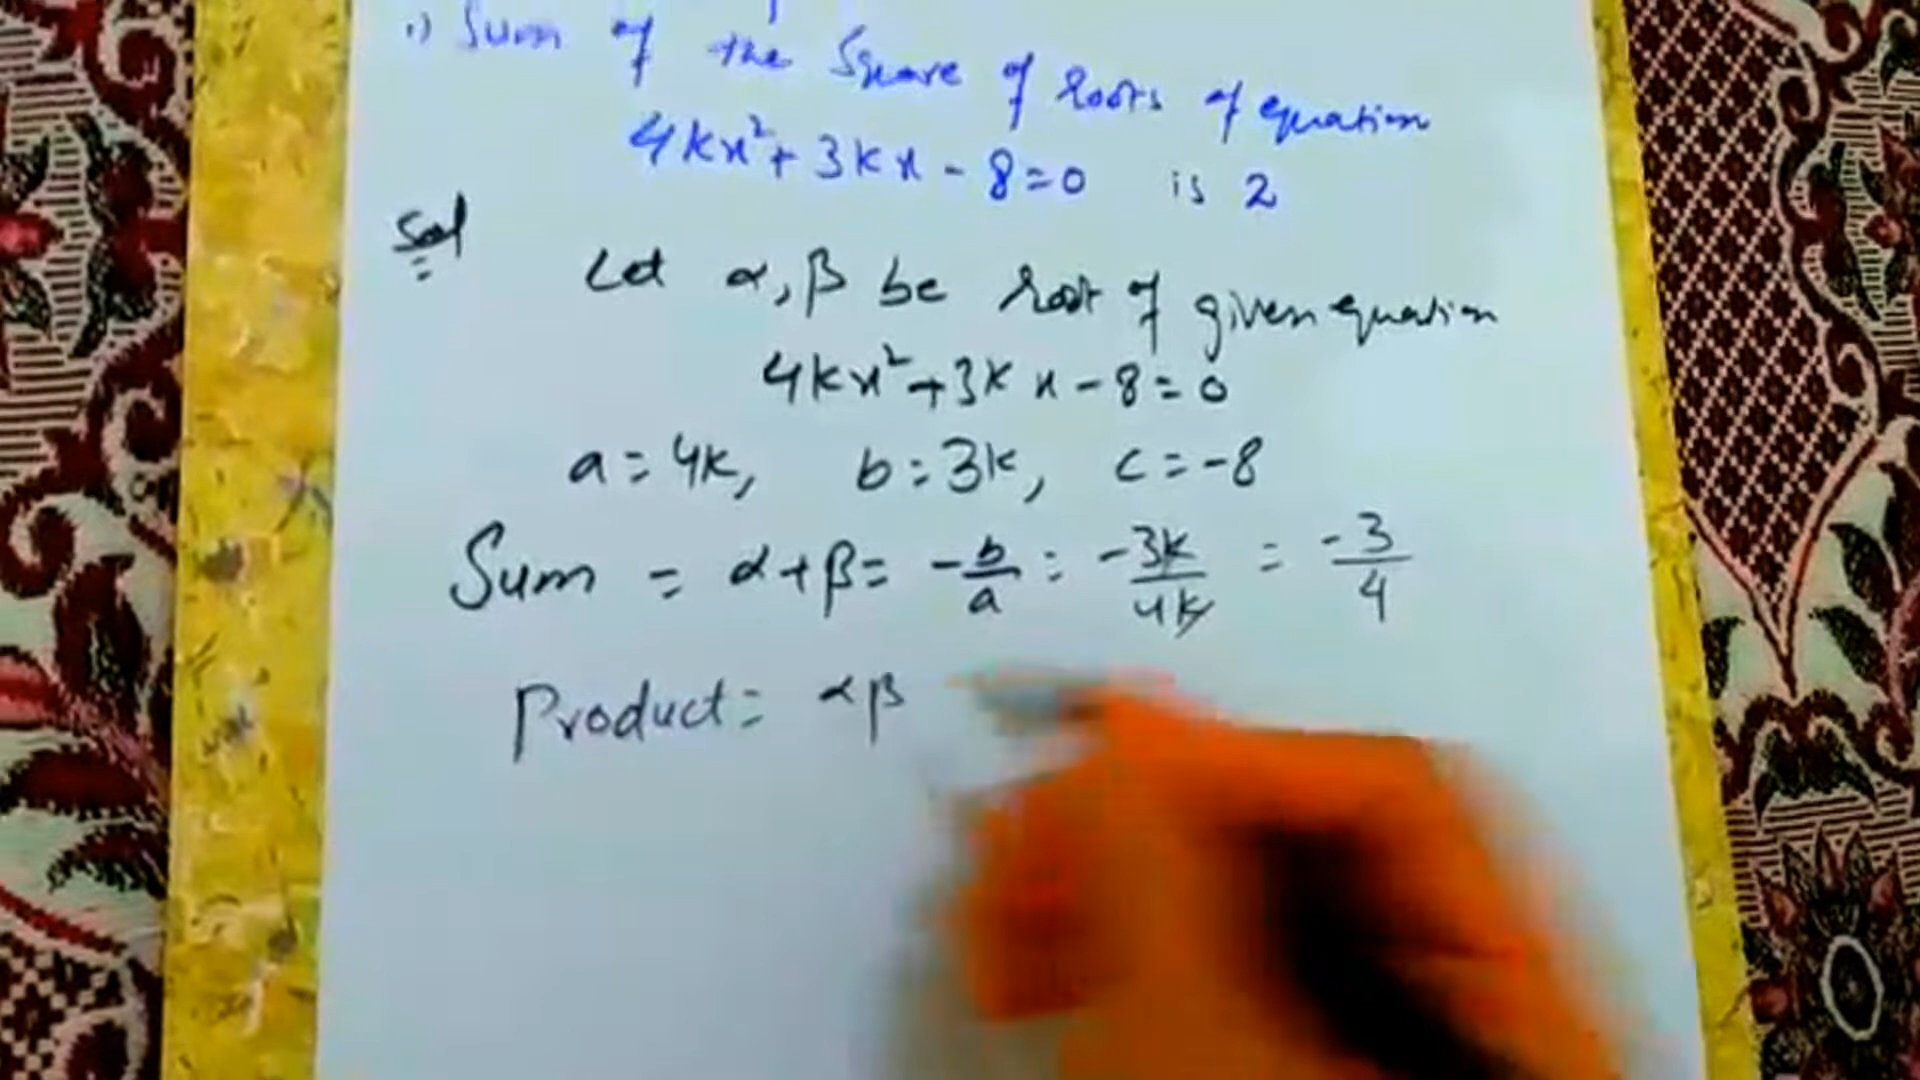 i) Sum of the Square of roots of equation
4kx²+3kx-8=0 is 2
Sol
Let α,β be root of given equation
4kx²+3kx-8=0
a=4k, b=3k, c=-8
Sum = α+β= -b/a = -3k/4k = -3/4
Product= αβ